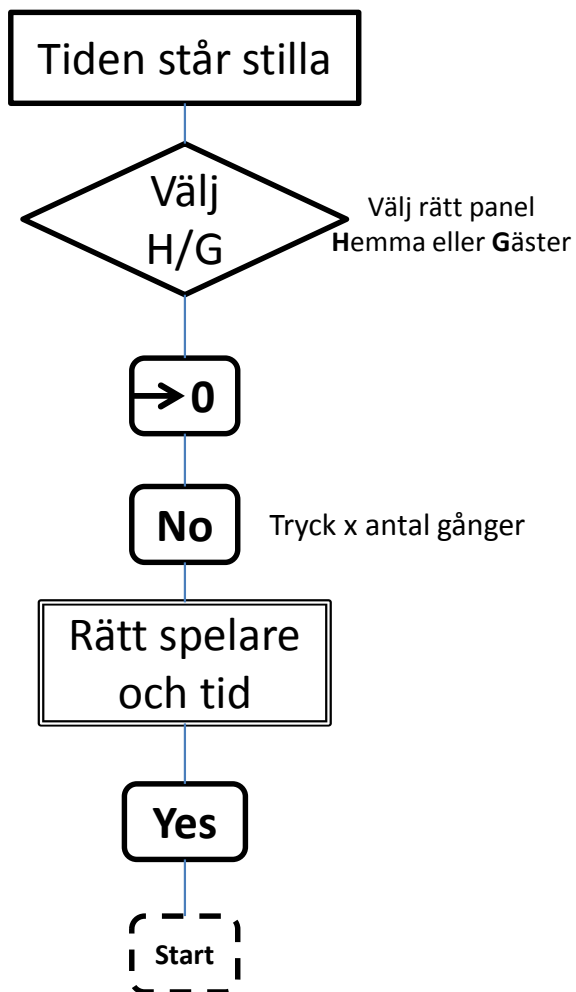 Tiden står stilla
Välj
H/G
Välj rätt panel
Hemma eller Gäster
→ 0
No
Tryck x antal gånger
Rätt spelare
och tid
Yes
Start